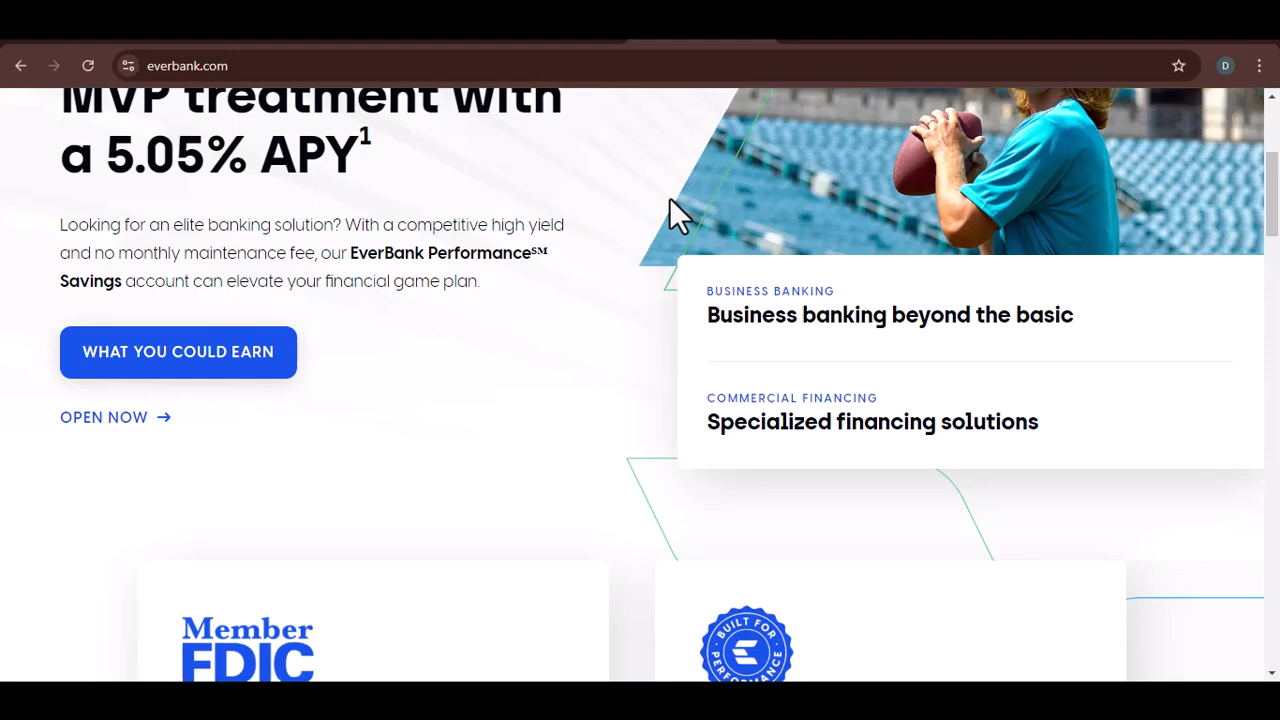 everbank.com
D
MVP treatment with
a 5.05% APY¹
Looking for an elite banking solution? With a competitive high yield
and no monthly maintenance fee, our EverBank Performance℠
Savings account can elevate your financial game plan.
WHAT YOU COULD EARN
OPEN NOW →
BUSINESS BANKING
Business banking beyond the basic
COMMERCIAL FINANCING
Specialized financing solutions
Member
FDIC
BUILT FOR
PERFORMANCE